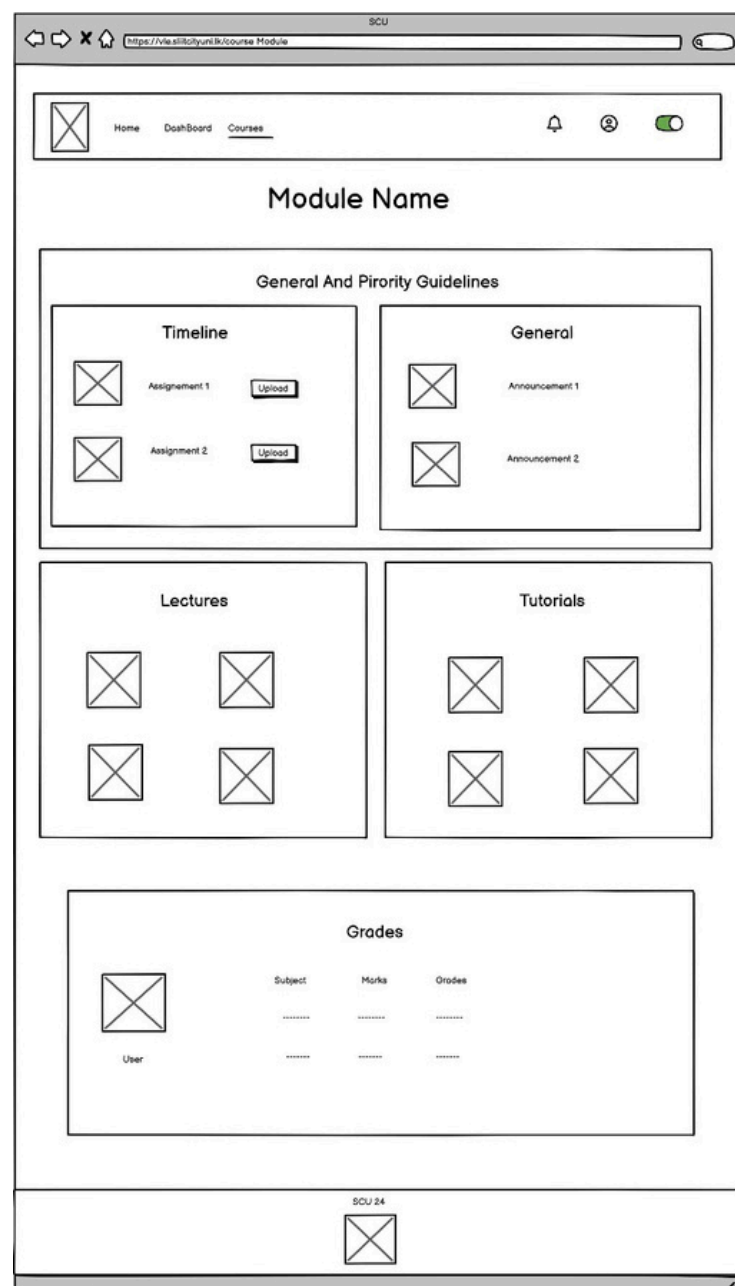 SCU
https://vle.sliitcityuni.lk/course Module
Home DashBoard Courses
Module Name
General And Pirority Guidelines
Timeline
Assignement 1 Upload
Assignment 2 Upload
General
Announcement 1
Announcement 2
Lectures
Tutorials
Grades
Subject Marks Grades
User
SCU 24